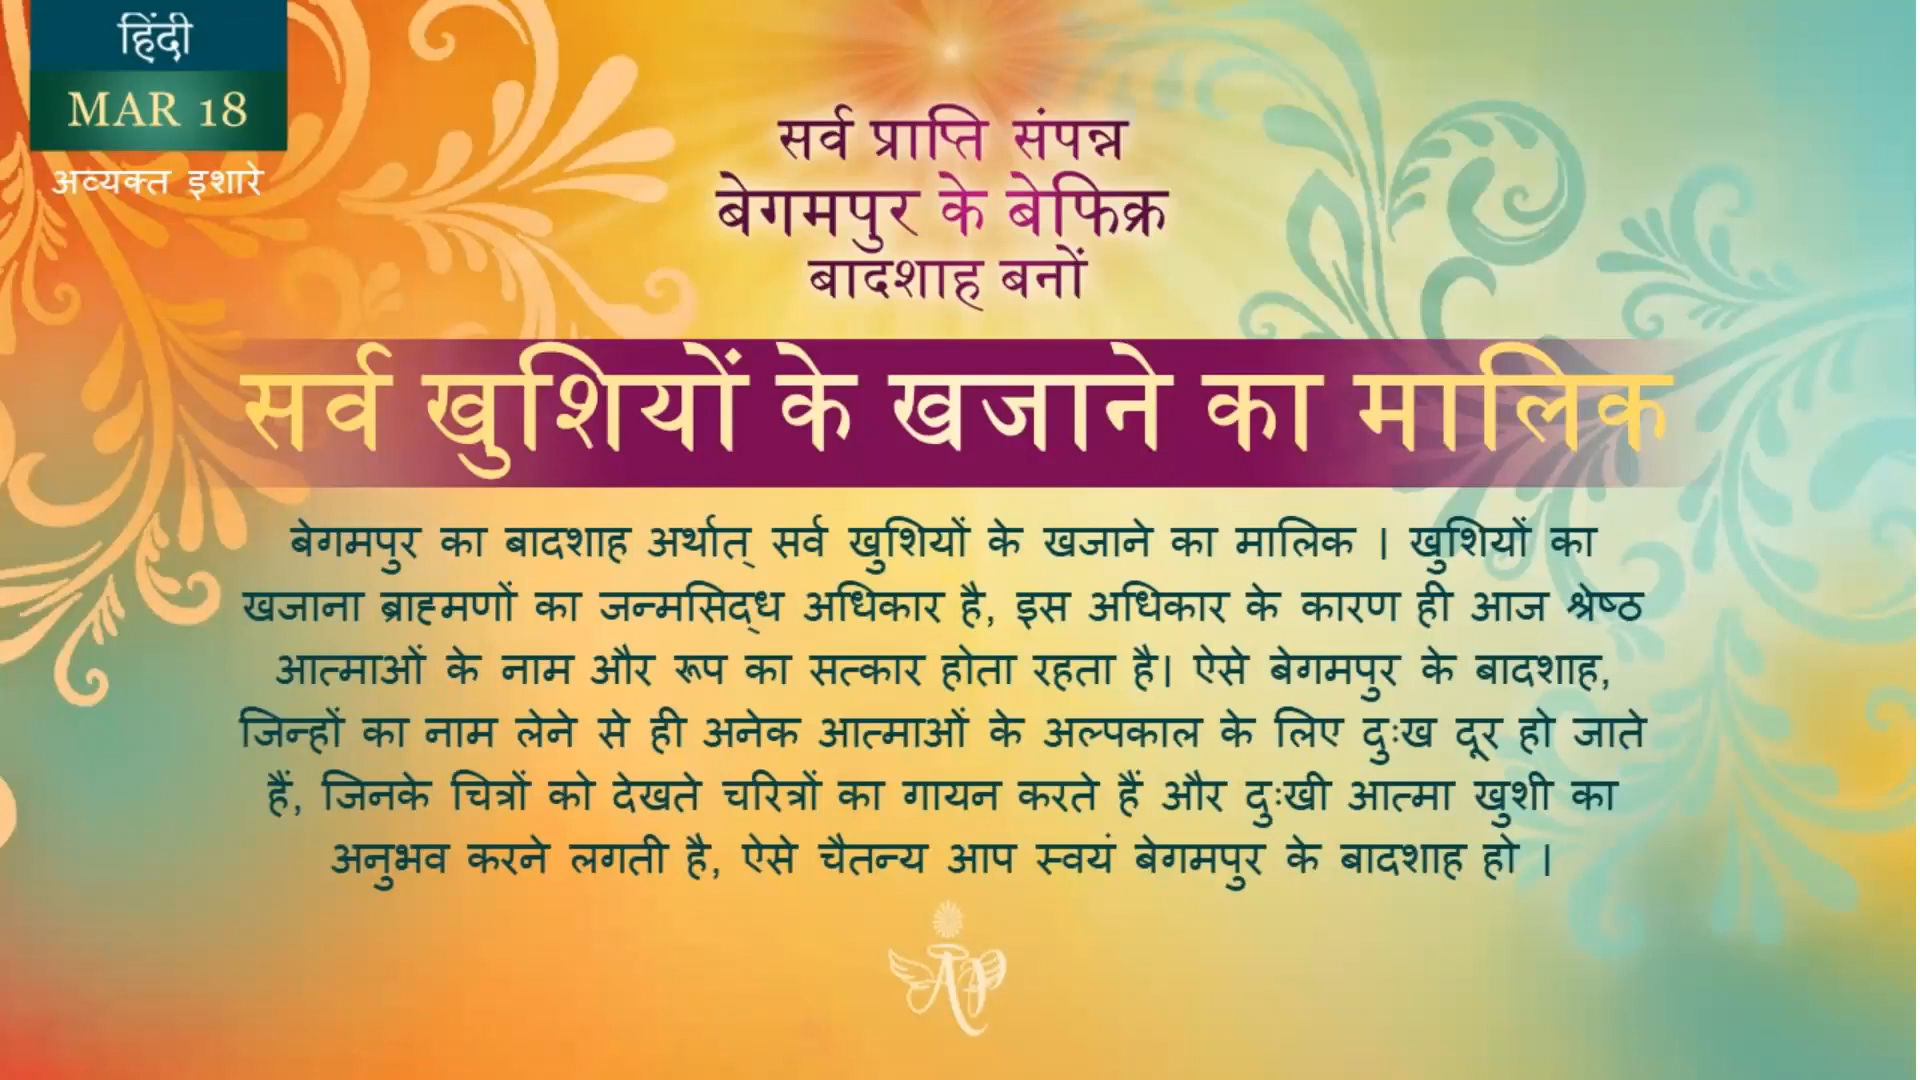 हिंदी
MAR 18
अव्यक्त इशारे
सर्व प्राप्ति संपन्न
बेगमपुर के बेफिक्र
बादशाह बनों
सर्व खुशियों के खजाने का मालिक
बेगमपुर का बादशाह अर्थात् सर्व खुशियों के खजाने का मालिक । खुशियों का
खजाना ब्राह्मणों का जन्मसिद्ध अधिकार है, इस अधिकार के कारण ही आज श्रेष्ठ
आत्माओं के नाम और रूप का सत्कार होता रहता है। ऐसे बेगमपुर के बादशाह,
जिन्हों का नाम लेने से ही अनेक आत्माओं के अल्पकाल के लिए दुःख दूर हो जाते
हैं, जिनके चित्रों को देखते चरित्रों का गायन करते हैं और दुःखी आत्मा खुशी का
अनुभव करने लगती है, ऐसे चैतन्य आप स्वयं बेगमपुर के बादशाह हो ।
AP